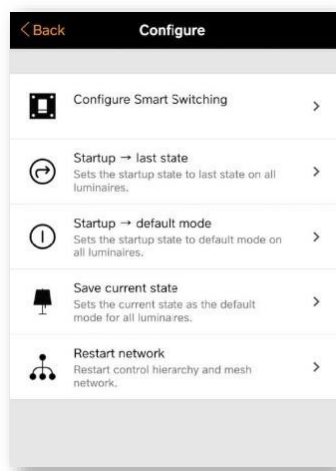 Back Configure
Configure Smart Switching
Startup → last state
Sets the startup state to last state on all
luminaires.
Startup → default mode
Sets the startup state to default mode on
all luminaires.
Save current state
Sets the current state as the default
mode for all luminaires.
Restart network
Restart control hierarchy and mesh
network.